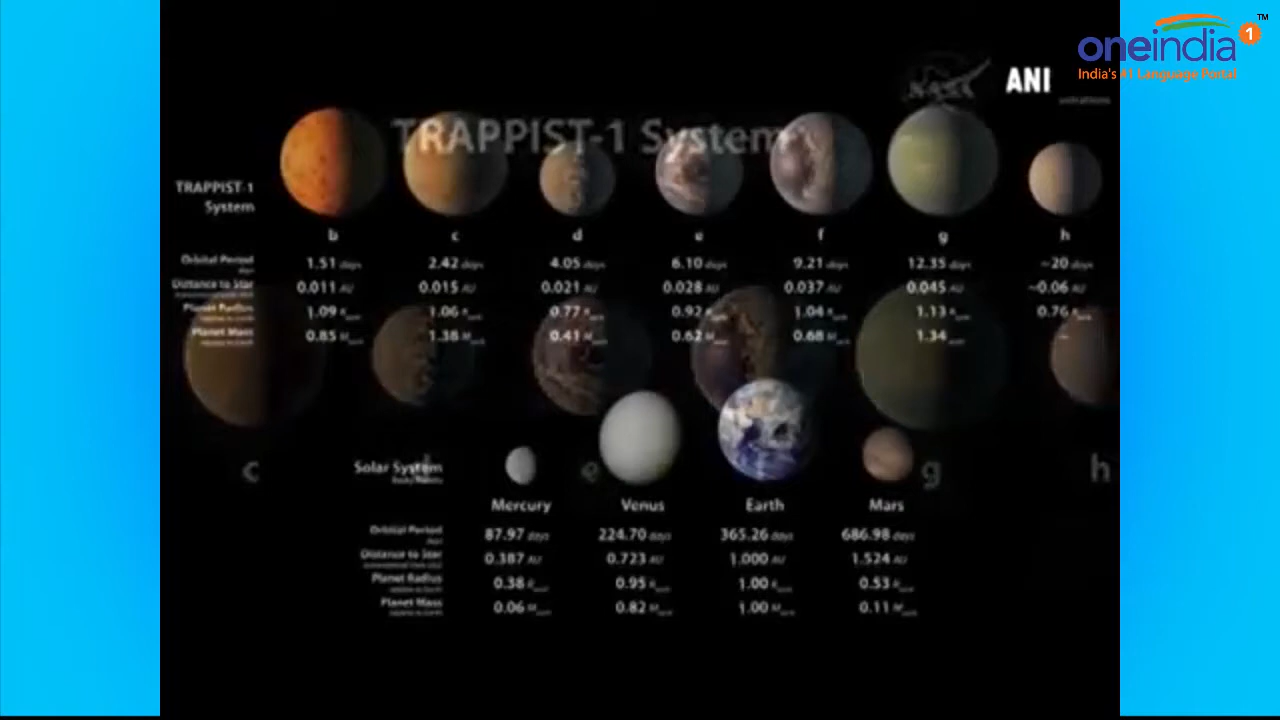 oneindia 1 TM
India's #1 Language Portal
NASA ANI
TRAPPIST-1 System
TRAPPIST-1
System
b c d e f g h
Orbital Period 1.51 days 2.42 days 4.05 days 6.10 days 9.21 days 12.35 days ~20 days
days
Distance to Star 0.011 AU 0.015 AU 0.021 AU 0.028 AU 0.037 AU 0.045 AU ~0.06 AU
Planet Radius 1.09 R 1.06 R 0.77 R 0.92 R 1.04 R 1.13 R 0.76 R
Planet Mass 0.85 M 1.38 M 0.41 M 0.62 M 0.68 M 1.34 –
c d e g h
Solar System
Rocky Planets
Mercury Venus Earth Mars
Orbital Period 87.97 days 224.70 days 365.26 days 686.98 days
days
Distance to Star 0.387 AU 0.723 AU 1.000 AU 1.524 AU
Planet Radius 0.38 R 0.95 R 1.00 R 0.53 R
Planet Mass 0.06 M 0.82 M 1.00 M 0.11 M